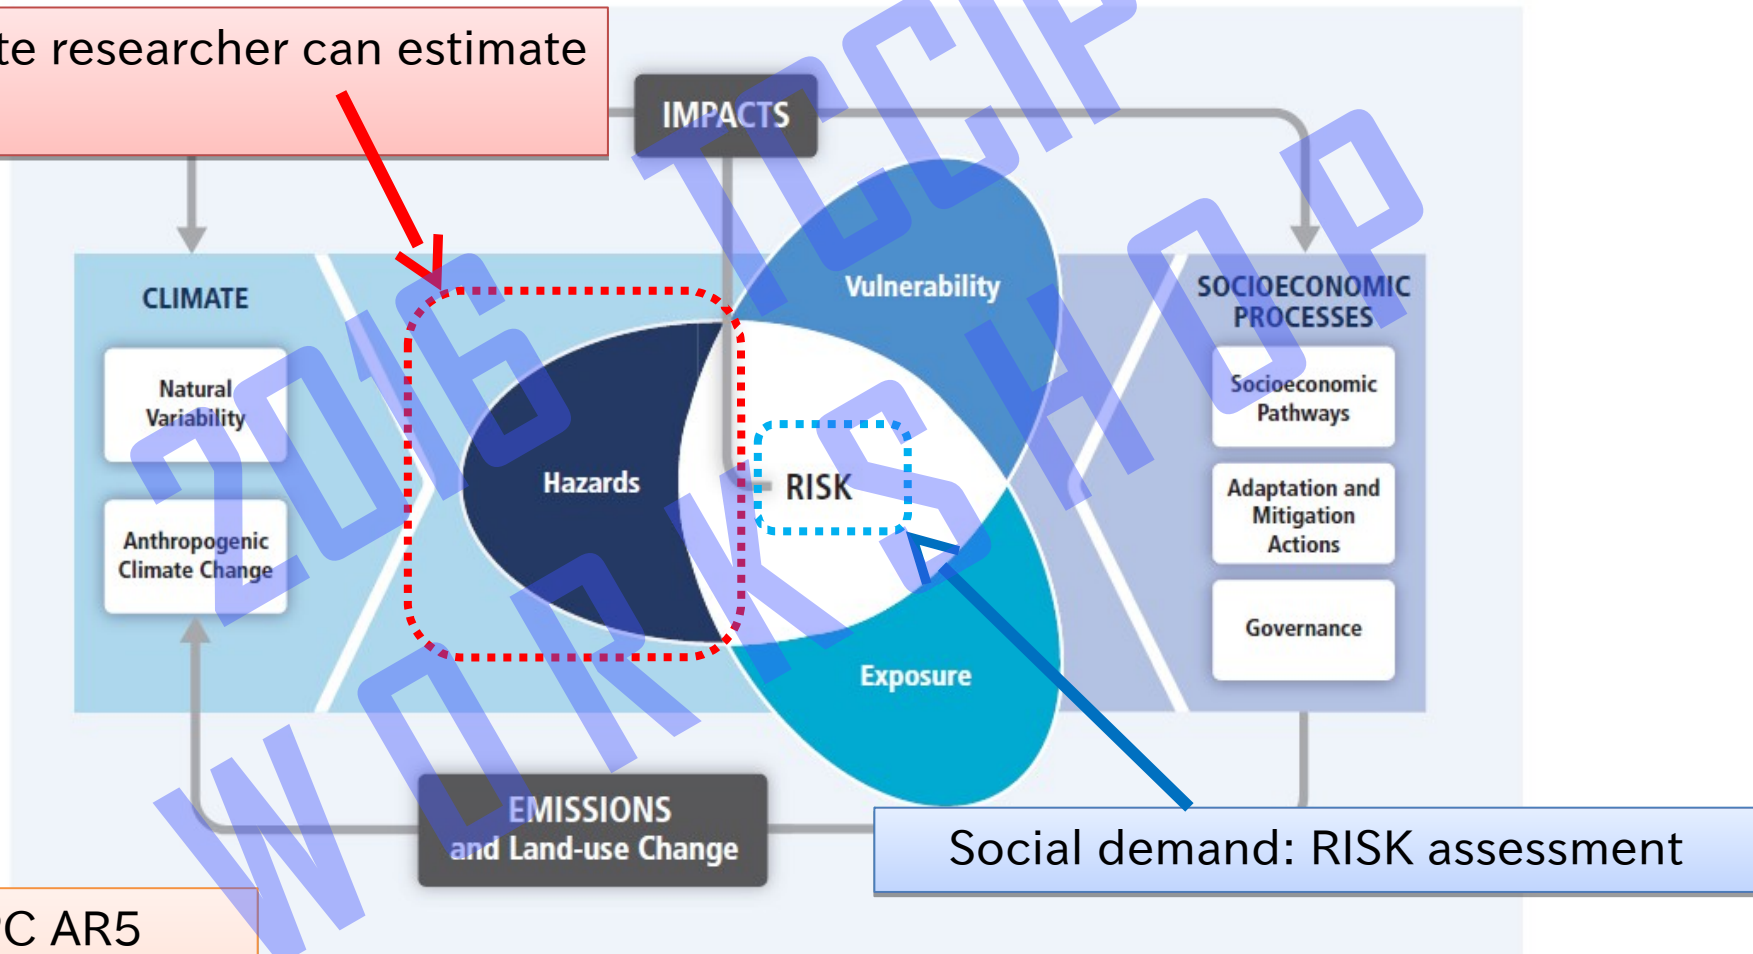 te researcher can estimate
IMPACTS
Vulnerability
CLIMATE
SOCIOECONOMIC
PROCESSES
Natural
Variability
Socioeconomic
Pathways
Hazards
RISK
Adaptation and
Mitigation
Actions
Anthropogenic
Climate Change
Governance
Exposure
EMISSIONS
and Land-use Change
Social demand: RISK assessment
PC AR5
2016 TCCIP
WORKSHOP